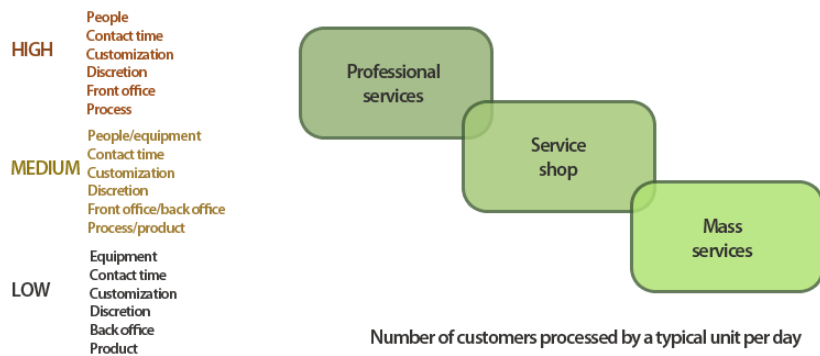 HIGH
People
Contact time
Customization
Discretion
Front office
Process
MEDIUM
People/equipment
Contact time
Customization
Discretion
Front office/back office
Process/product
LOW
Equipment
Contact time
Customization
Discretion
Back office
Product
Professional
services
Service
shop
Mass
services
Number of customers processed by a typical unit per day